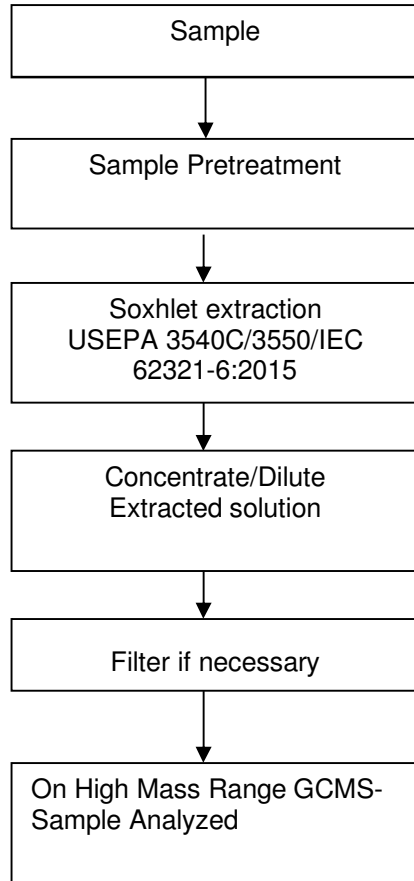 Sample
Sample Pretreatment
Soxhlet extraction
USEPA 3540C/3550/IEC
62321-6:2015
Concentrate/Dilute
Extracted solution
Filter if necessary
On High Mass Range GCMS-
Sample Analyzed